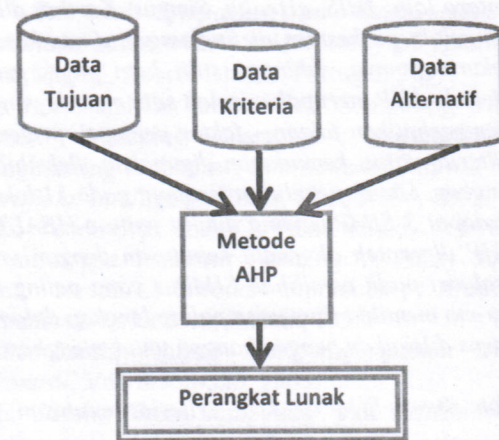 Data
Tujuan
Data
Kriteria
Data
Alternatif
Metode
AHP
Perangkat Lunak